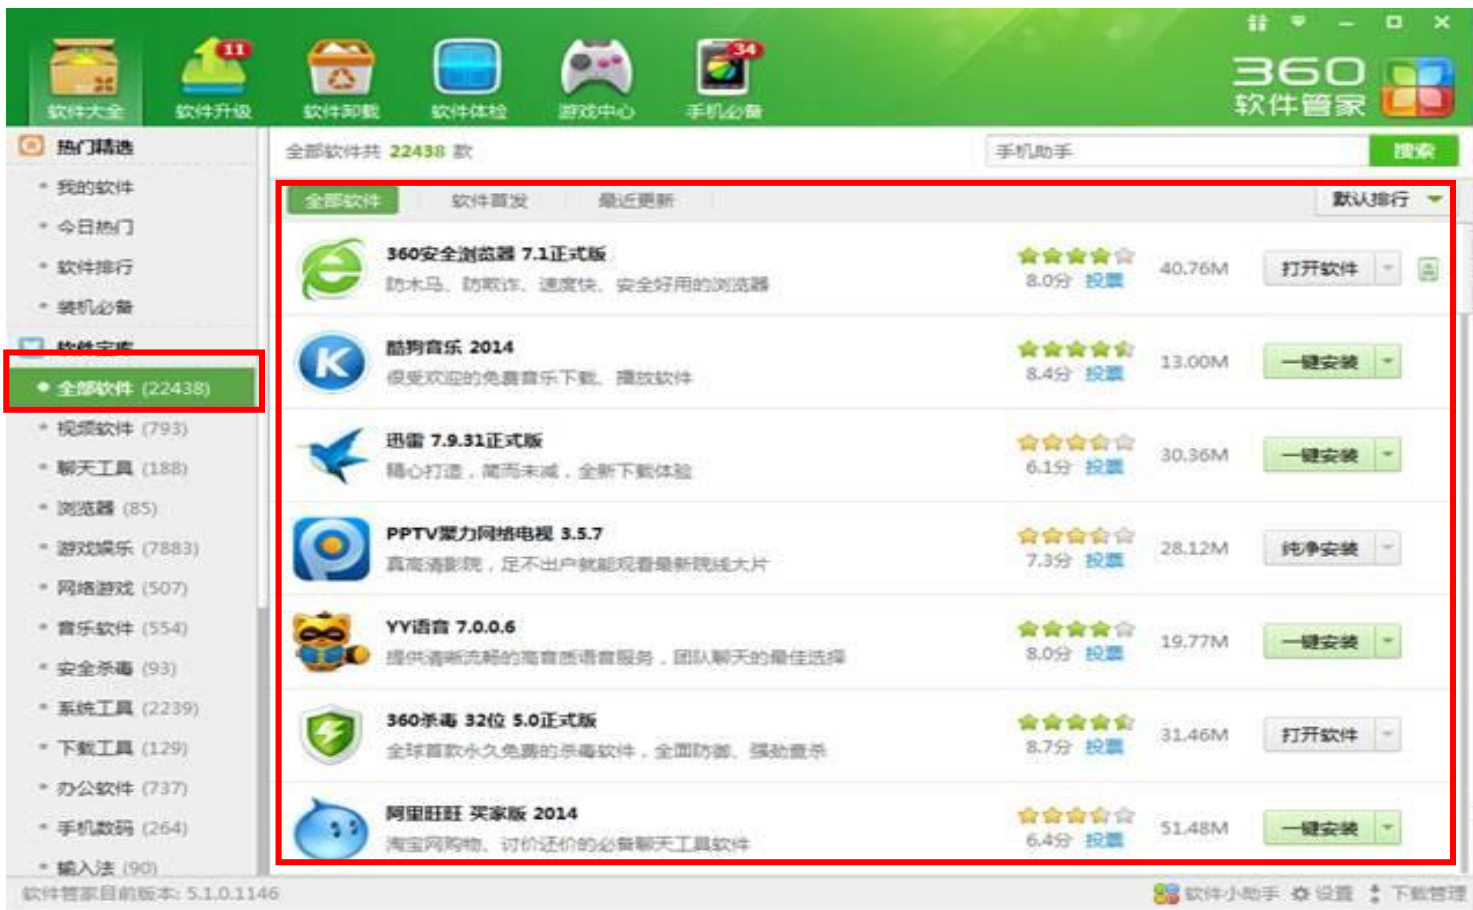 11
34
软件大全 软件升级 软件卸载 软件体检 游戏中心 手机必备
360
软件管家
热门精选
我的软件
今日热门
软件排行
装机必备
软件宝库
全部软件 (22438)
视频软件 (793)
聊天工具 (188)
浏览器 (85)
游戏娱乐 (7883)
网络游戏 (507)
音乐软件 (554)
安全杀毒 (93)
系统工具 (2239)
下载工具 (129)
办公软件 (737)
手机数码 (264)
输入法 (90)
全部软件共 22438 款
手机助手 搜索
全部软件 软件首发 最近更新 默认排行
360安全浏览器 7.1正式版
防木马、防欺诈、速度快、安全好用的浏览器
8.0分 投票 40.76M 打开软件
酷狗音乐 2014
很受欢迎的免费音乐下载、播放软件
8.4分 投票 13.00M 一键安装
迅雷 7.9.31正式版
精心打造，简而未减，全新下载体验
6.1分 投票 30.36M 一键安装
PPTV聚力网络电视 3.5.7
真高清影院，足不出户就能观看最新院线大片
7.3分 投票 28.12M 纯净安装
YY语音 7.0.0.6
提供清晰流畅的高音质语音服务，团队聊天的最佳选择
8.0分 投票 19.77M 一键安装
360杀毒 32位 5.0正式版
全球首款永久免费的杀毒软件，全面防御、强劲查杀
8.7分 投票 31.46M 打开软件
阿里旺旺 买家版 2014
淘宝网购物、讨价还价的必备聊天工具软件
6.4分 投票 51.48M 一键安装
软件管家目前版本: 5.1.0.1146 软件小助手 设置 下载管理